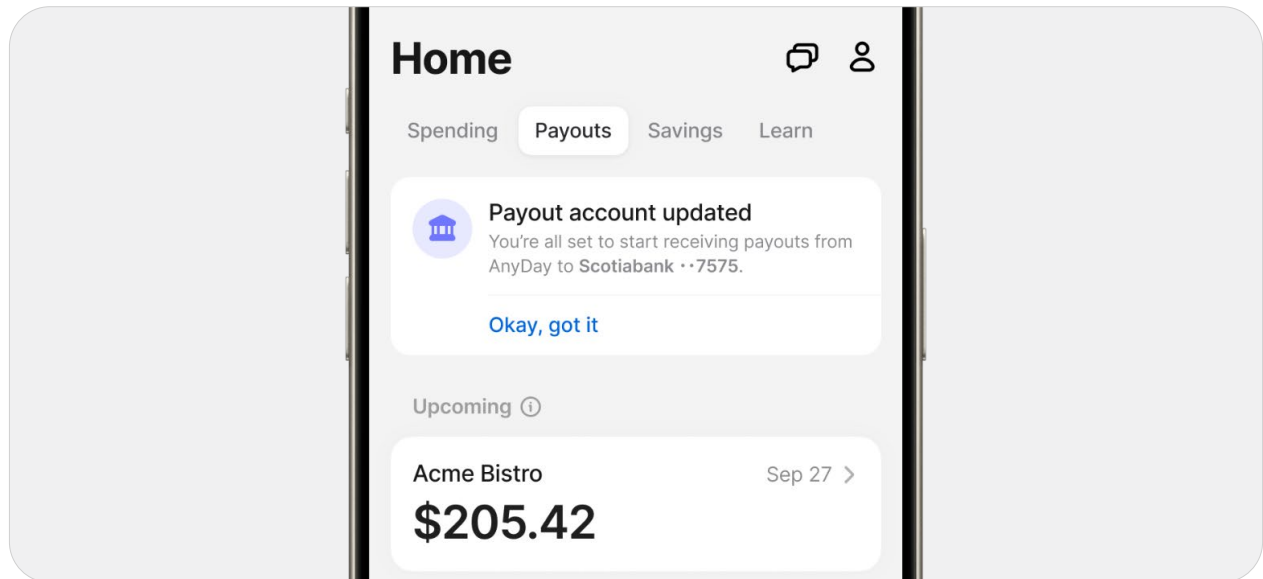 Home
Spending Payouts Savings Learn
Payout account updated
You’re all set to start receiving payouts from
AnyDay to Scotiabank ··7575.
Okay, got it
Upcoming
Acme Bistro Sep 27
$205.42